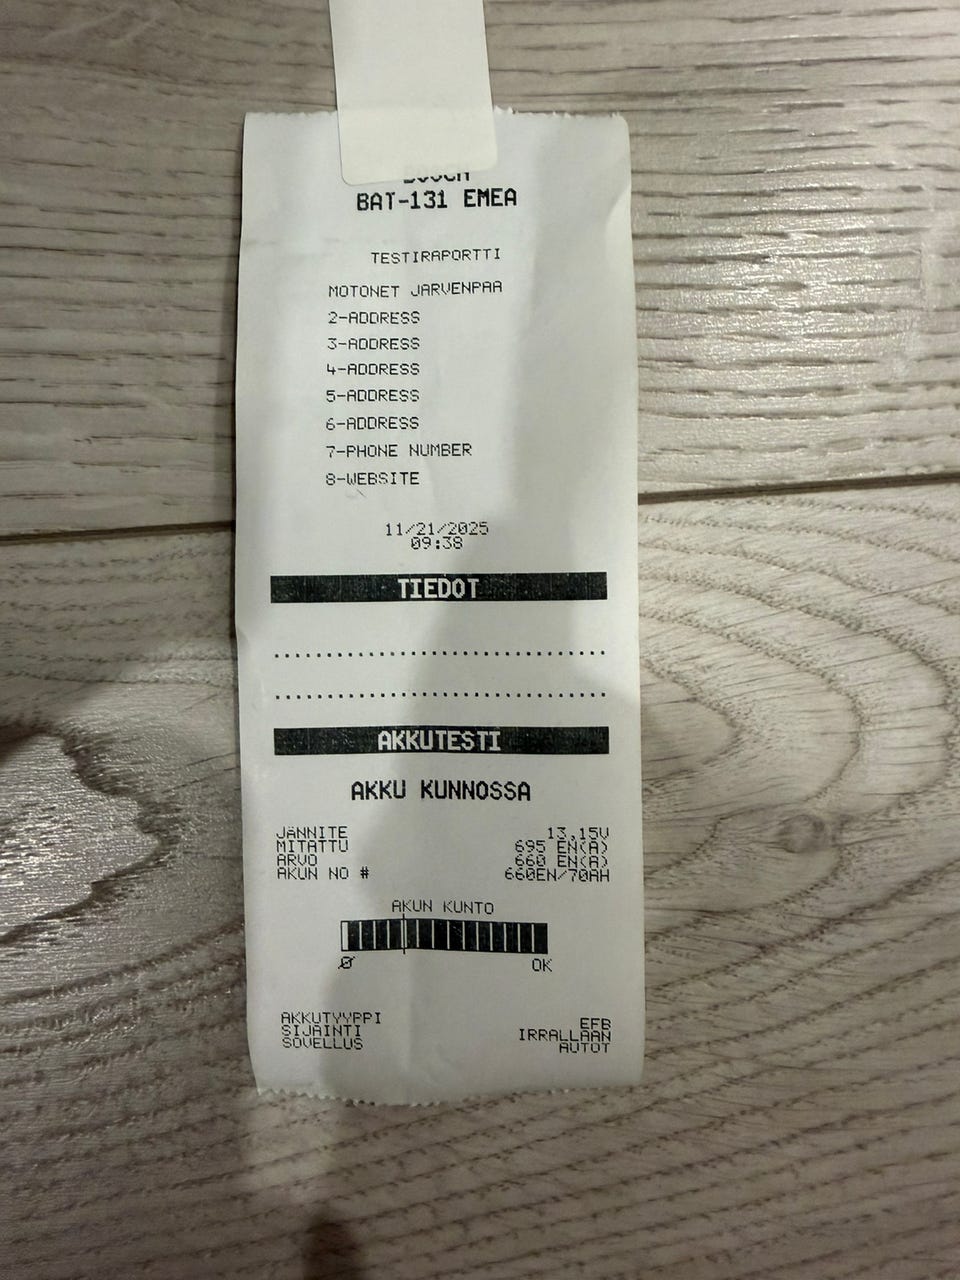 BOSCH
BAT-131 EMEA
TESTIRAPORTTI
MOTONET JARVENPAA
2-ADDRESS
3-ADDRESS
4-ADDRESS
5-ADDRESS
6-ADDRESS
7-PHONE NUMBER
8-WEBSITE
11/21/2025
09:38
TIEDOT
AKKUTESTI
AKKU KUNNOSSA
JÄNNITE 13,15V
MITATTU 695 EN(A)
ARVO 660 EN(A)
AKUN NO # 660EN/70AH
AKUN KUNTO
0 OK
AKKUTYYPPI EFB
SIJAINTI IRRALLAAN
SOVELLUS AUTOT